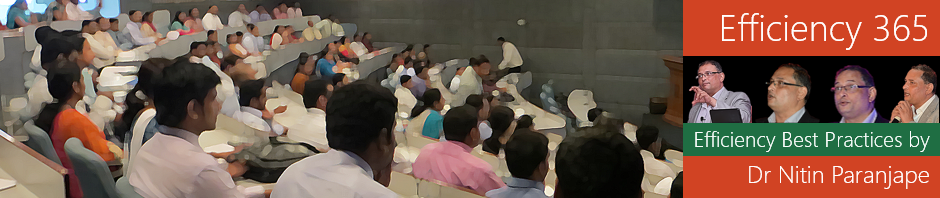 Efficiency 365
Efficiency Best Practices by
Dr Nitin Paranjape